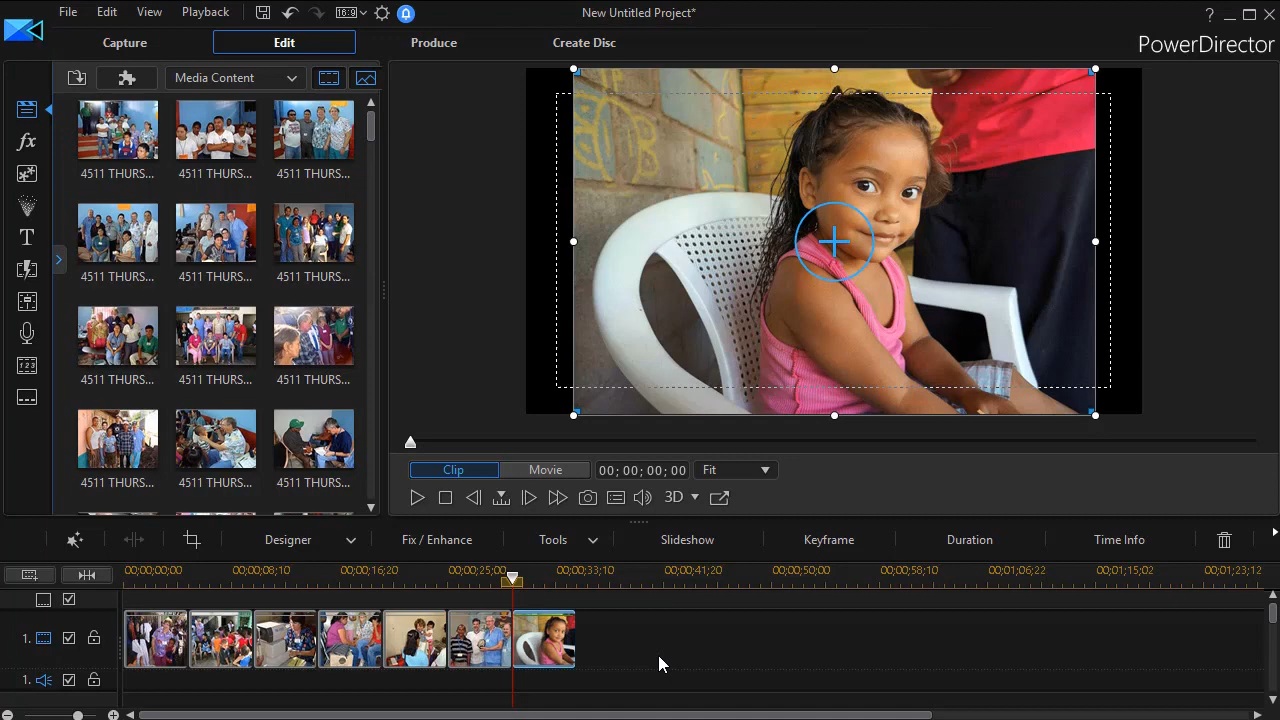 File Edit View Playback 16:9 New Untitled Project* ?
Capture Edit Produce Create Disc
PowerDirector
Media Content
4511 THURS... 4511 THURS... 4511 THURS...
4511 THURS... 4511 THURS... 4511 THURS...
4511 THURS... 4511 THURS... 4511 THURS...
4511 THURS... 4511 THURS... 4511 THURS...
fx
T
123
Clip Movie 00; 00; 00; 00 Fit
3D
Designer Fix / Enhance Tools Slideshow Keyframe Duration Time Info
00;00;00;00 00;00;08;10 00;00;16;20 00;00;25;00 00;00;33;10 00;00;41;20 00;00;50;00 00;00;58;10 00;01;06;22 00;01;15;02 00;01;23;12
1.
1.